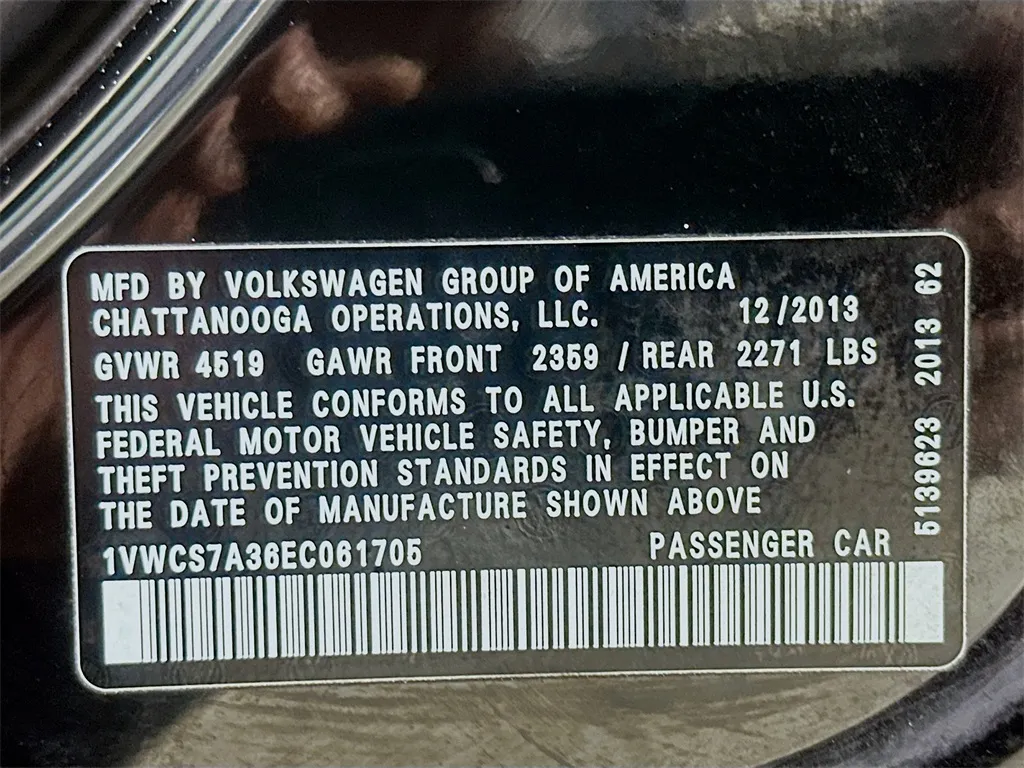 MFD BY VOLKSWAGEN GROUP OF AMERICA
CHATTANOOGA OPERATIONS, LLC. 12/2013
GVWR 4519 GAWR FRONT 2359 / REAR 2271 LBS
THIS VEHICLE CONFORMS TO ALL APPLICABLE U.S.
FEDERAL MOTOR VEHICLE SAFETY, BUMPER AND
THEFT PREVENTION STANDARDS IN EFFECT ON
THE DATE OF MANUFACTURE SHOWN ABOVE
1VWCS7A36EC061705 PASSENGER CAR
5139623 2013 62